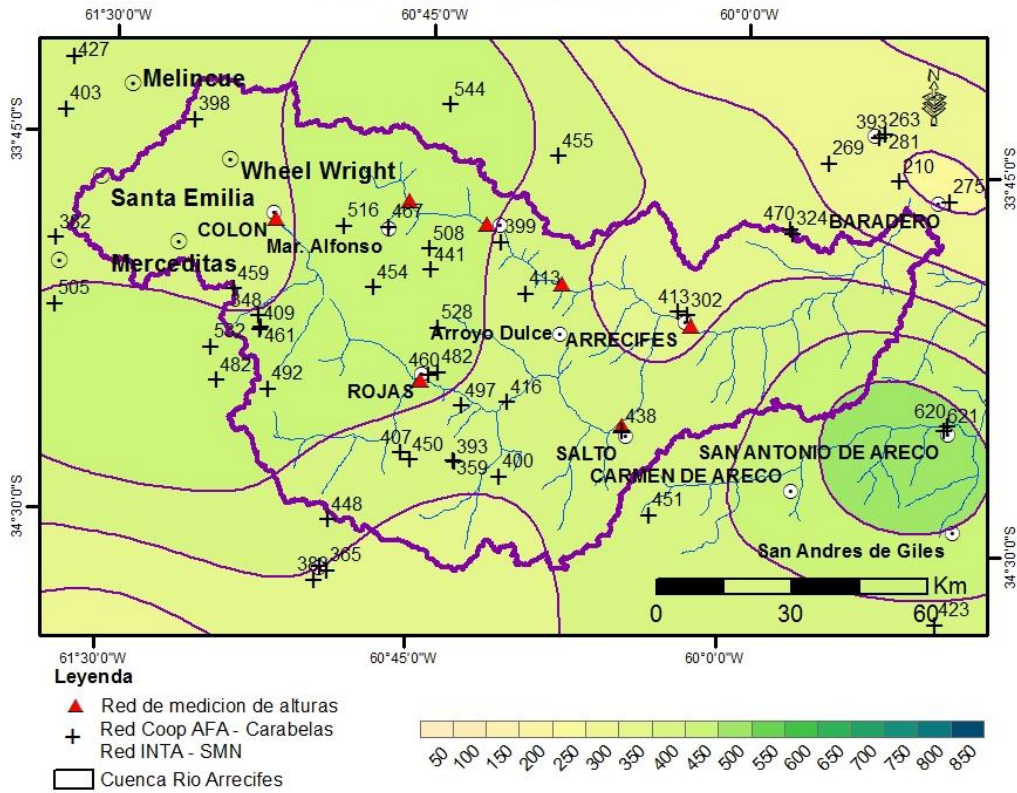 61°30'0"W 60°45'0"W 60°0'0"W
33°45'0"S
33°45'0"S
34°30'0"S
34°30'0"S
427
Melincue
403
398
544
455
N
393 263
281
269
210
275
Wheel Wright
Santa Emilia
COLON
516
467
Mar. Alfonso
508
399
470 324
BARADERO
441
Merceditas
459
454
413
505
348
409
461
528
Arroyo Dulce
413 302
ARRECIFES
482
460 482
ROJAS
492
497
416
438
620 621
407 450
393
359
400
SALTO
SAN ANTONIO DE ARECO
CARMEN DE ARECO
448
451
365
San Andres de Giles
Km
0 30 60
423
61°30'0"W 60°45'0"W 60°0'0"W
Leyenda
Red de medicion de alturas
Red Coop AFA - Carabelas
Red INTA - SMN
Cuenca Rio Arrecifes
50 100 150 200 250 300 350 400 450 500 550 600 650 700 750 800 850